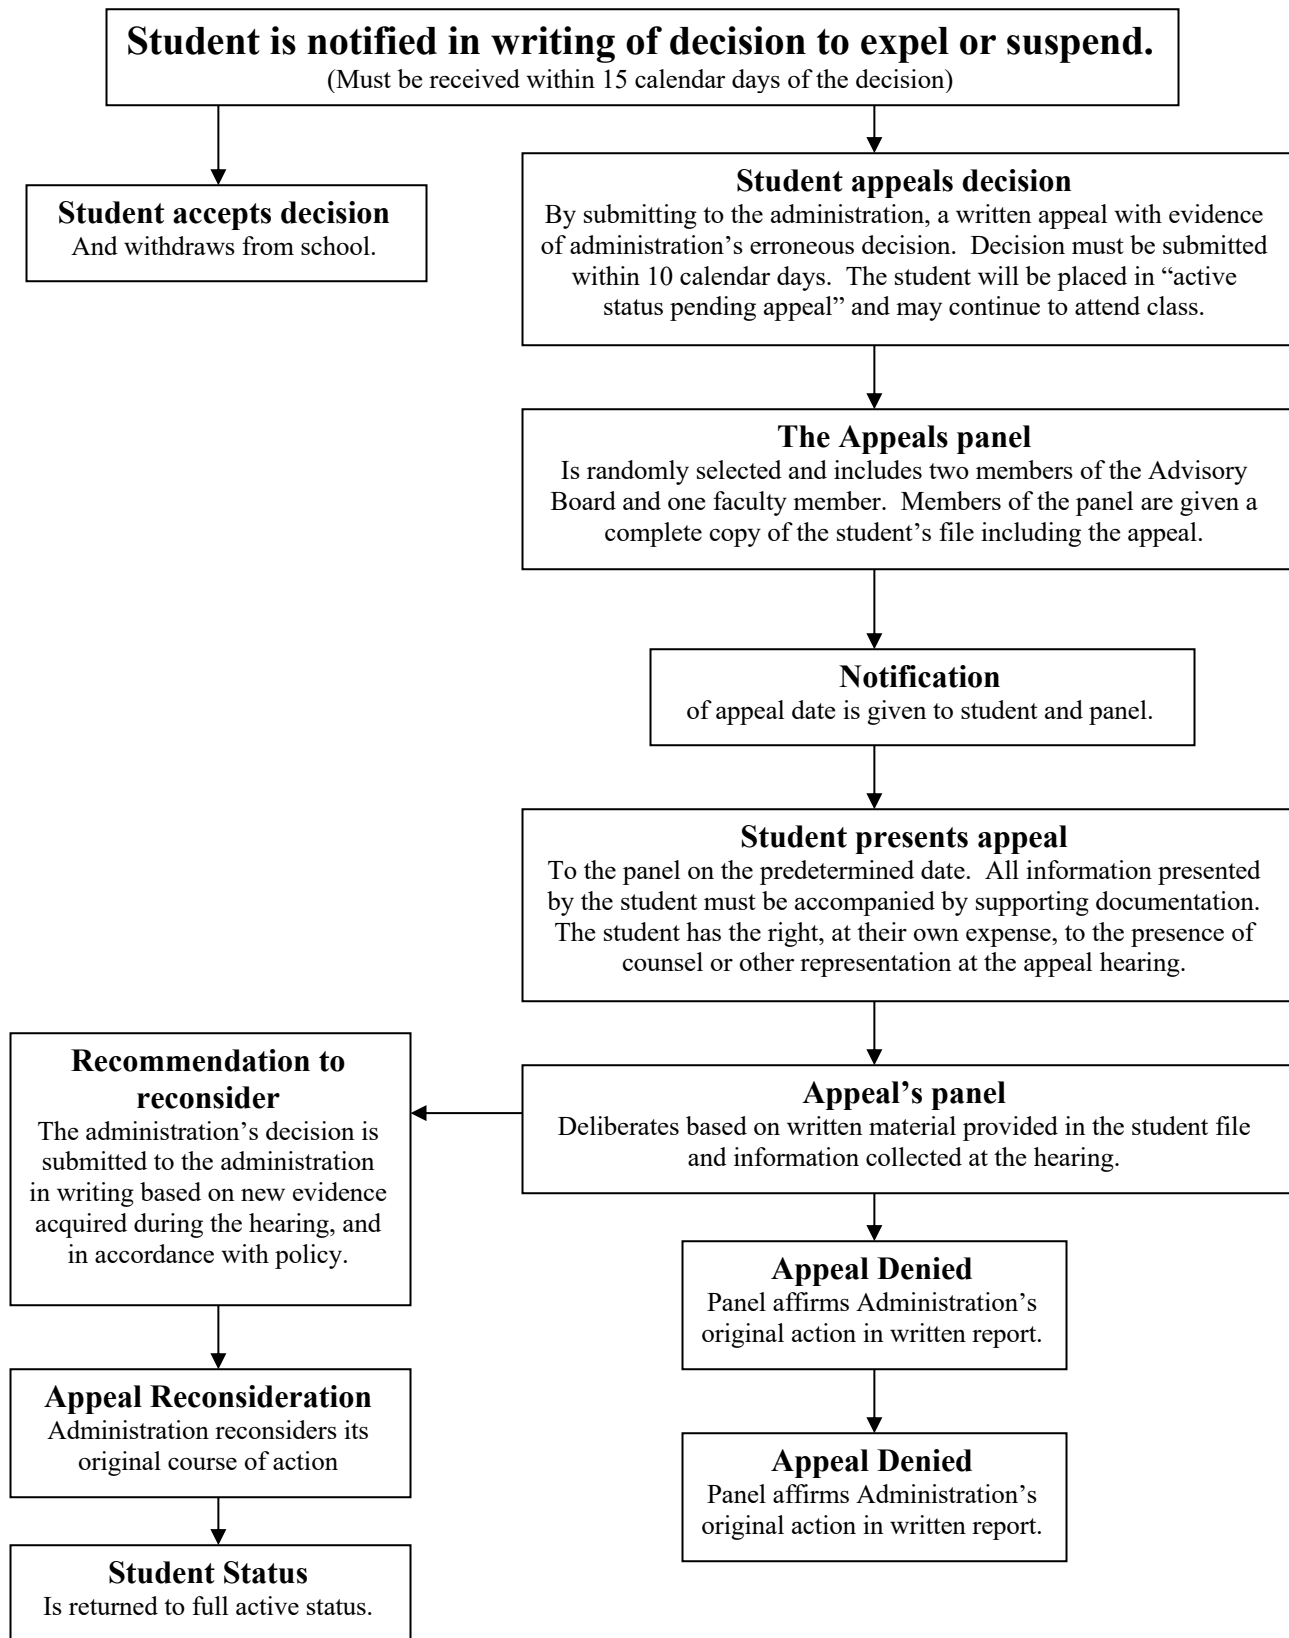 Student is notified in writing of decision to expel or suspend.
(Must be received within 15 calendar days of the decision)
Student accepts decision
And withdraws from school.
Student appeals decision
By submitting to the administration, a written appeal with evidence
of administration’s erroneous decision.  Decision must be submitted
within 10 calendar days.  The student will be placed in “active
status pending appeal” and may continue to attend class.
The Appeals panel
Is randomly selected and includes two members of the Advisory
Board and one faculty member.  Members of the panel are given a
complete copy of the student’s file including the appeal.
Notification
of appeal date is given to student and panel.
Student presents appeal
To the panel on the predetermined date.  All information presented
by the student must be accompanied by supporting documentation.
The student has the right, at their own expense, to the presence of
counsel or other representation at the appeal hearing.
Appeal’s panel
Deliberates based on written material provided in the student file
and information collected at the hearing.
Recommendation to
reconsider
The administration’s decision is
submitted to the administration
in writing based on new evidence
acquired during the hearing, and
in accordance with policy.
Appeal Denied
Panel affirms Administration’s
original action in written report.
Appeal Reconsideration
Administration reconsiders its
original course of action
Appeal Denied
Panel affirms Administration’s
original action in written report.
Student Status
Is returned to full active status.